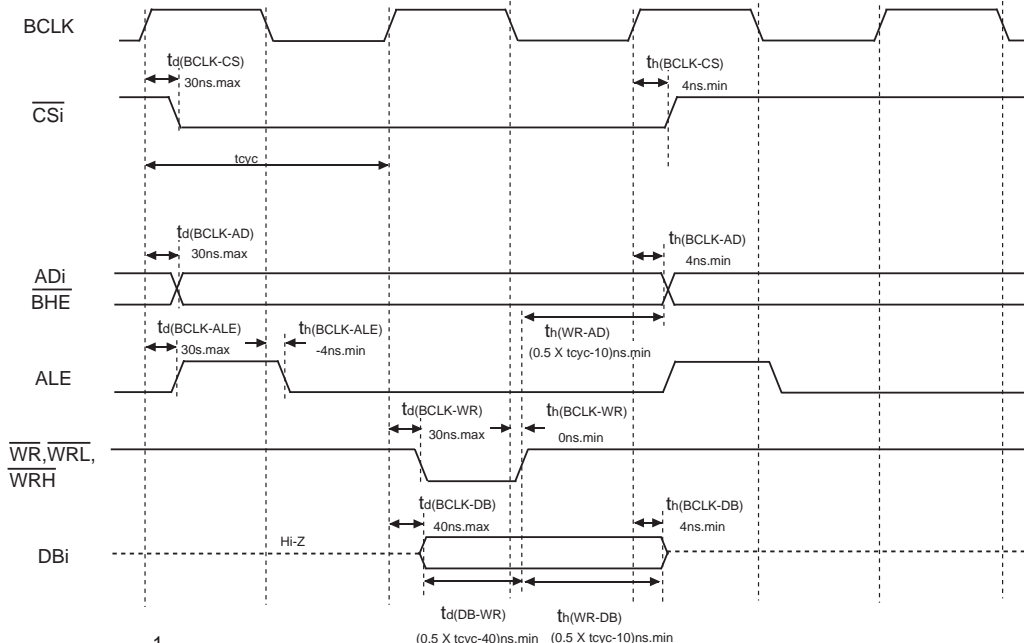 BCLK
td(BCLK-CS)
30ns.max
th(BCLK-CS)
4ns.min
CSi
tcyc
td(BCLK-AD)
30ns.max
th(BCLK-AD)
4ns.min
ADi
BHE
td(BCLK-ALE)
30s.max
th(BCLK-ALE)
-4ns.min
th(WR-AD)
(0.5 X tcyc-10)ns.min
ALE
td(BCLK-WR)
30ns.max
th(BCLK-WR)
0ns.min
WR,WRL,
WRH
td(BCLK-DB)
40ns.max
th(BCLK-DB)
4ns.min
Hi-Z
DBi
td(DB-WR)
(0.5 X tcyc-40)ns.min
th(WR-DB)
(0.5 X tcyc-10)ns.min
1